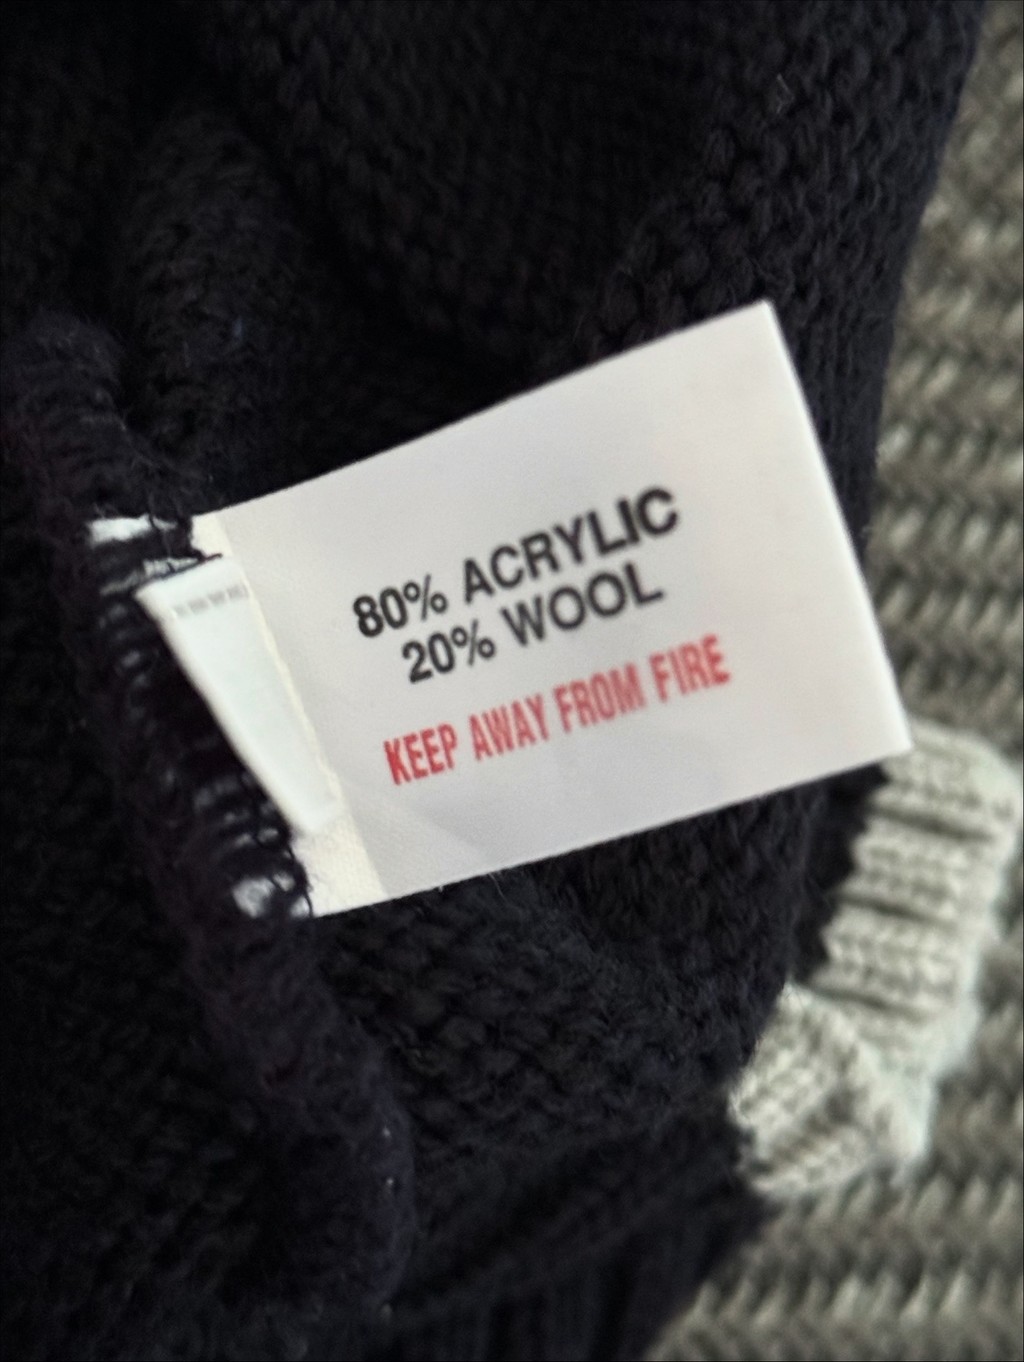 80% ACRYLIC
20% WOOL
KEEP AWAY FROM FIRE